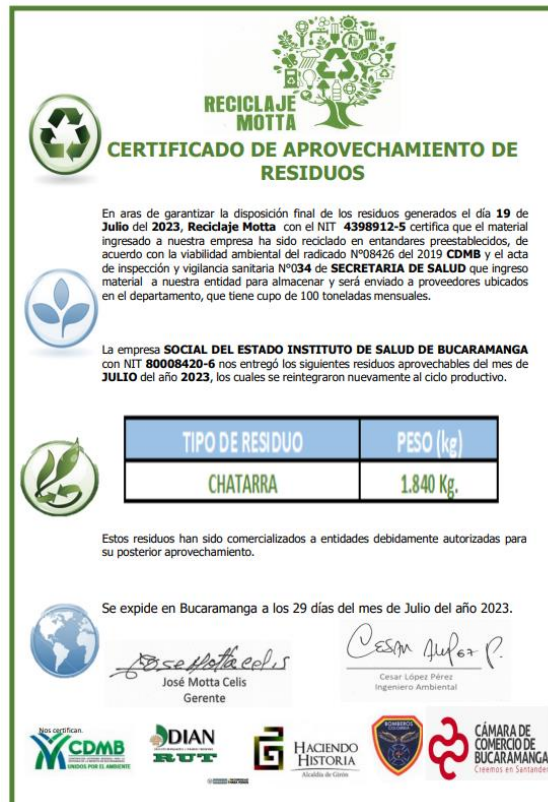 RECICLAJE
MOTTA
CERTIFICADO DE APROVECHAMIENTO DE
RESIDUOS
En aras de garantizar la disposición final de los residuos generados el día 19 de
Julio del 2023, Reciclaje Motta con el NIT 4398912-5 certifica que el material
ingresado a nuestra empresa ha sido reciclado en entandares preestablecidos, de
acuerdo con la viabilidad ambiental del radicado N°08426 del 2019 CDMB y el acta
de inspección y vigilancia sanitaria N°034 de SECRETARIA DE SALUD que ingreso
material a nuestra entidad para almacenar y será enviado a proveedores ubicados
en el departamento, que tiene cupo de 100 toneladas mensuales.
La empresa SOCIAL DEL ESTADO INSTITUTO DE SALUD DE BUCARAMANGA
con NIT 80008420-6 nos entregó los siguientes residuos aprovechables del mes de
JULIO del año 2023, los cuales se reintegraron nuevamente al ciclo productivo.
TIPO DE RESIDUO PESO (kg)
CHATARRA 1.840 Kg.
Estos residuos han sido comercializados a entidades debidamente autorizadas para
su posterior aprovechamiento.
Se expide en Bucaramanga a los 29 días del mes de Julio del año 2023.
Jose Motta celis
José Motta Celis
Gerente
Cesar López P.
Cesar López Pérez
Ingeniero Ambiental
Nos certifican.
CDMB
UNIDOS POR EL AMBIENTE
DIAN
RUT
HACIENDO
HISTORIA
Alcaldía de Girón
BOMBEROS
CÁMARA DE
COMERCIO DE
BUCARAMANGA
Creemos en Santander